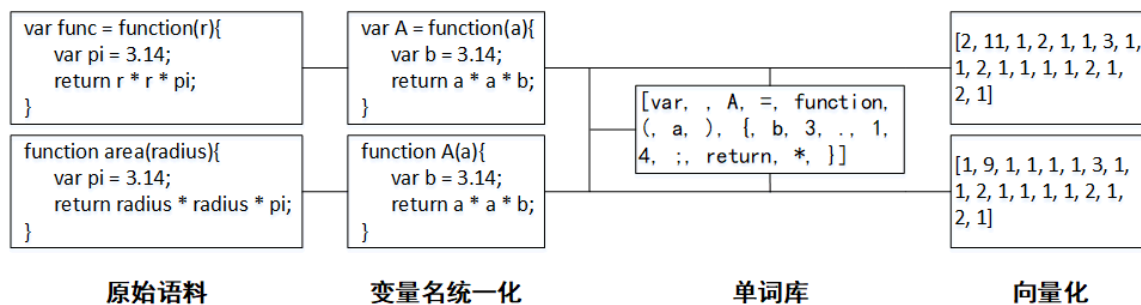 var func = function(r){
var pi = 3.14;
return r * r * pi;
}
function area(radius){
var pi = 3.14;
return radius * radius * pi;
}
原始语料
var A = function(a){
var b = 3.14;
return a * a * b;
}
function A(a){
var b = 3.14;
return a * a * b;
}
变量名统一化
[var, , A, =, function,
(, a, ), {, b, 3, ., 1,
4, ;, return, *, }]
单词库
[2, 11, 1, 2, 1, 1, 3, 1,
1, 2, 1, 1, 1, 1, 2, 1,
2, 1]
[1, 9, 1, 1, 1, 1, 3, 1,
1, 2, 1, 1, 1, 1, 2, 1,
2, 1]
向量化